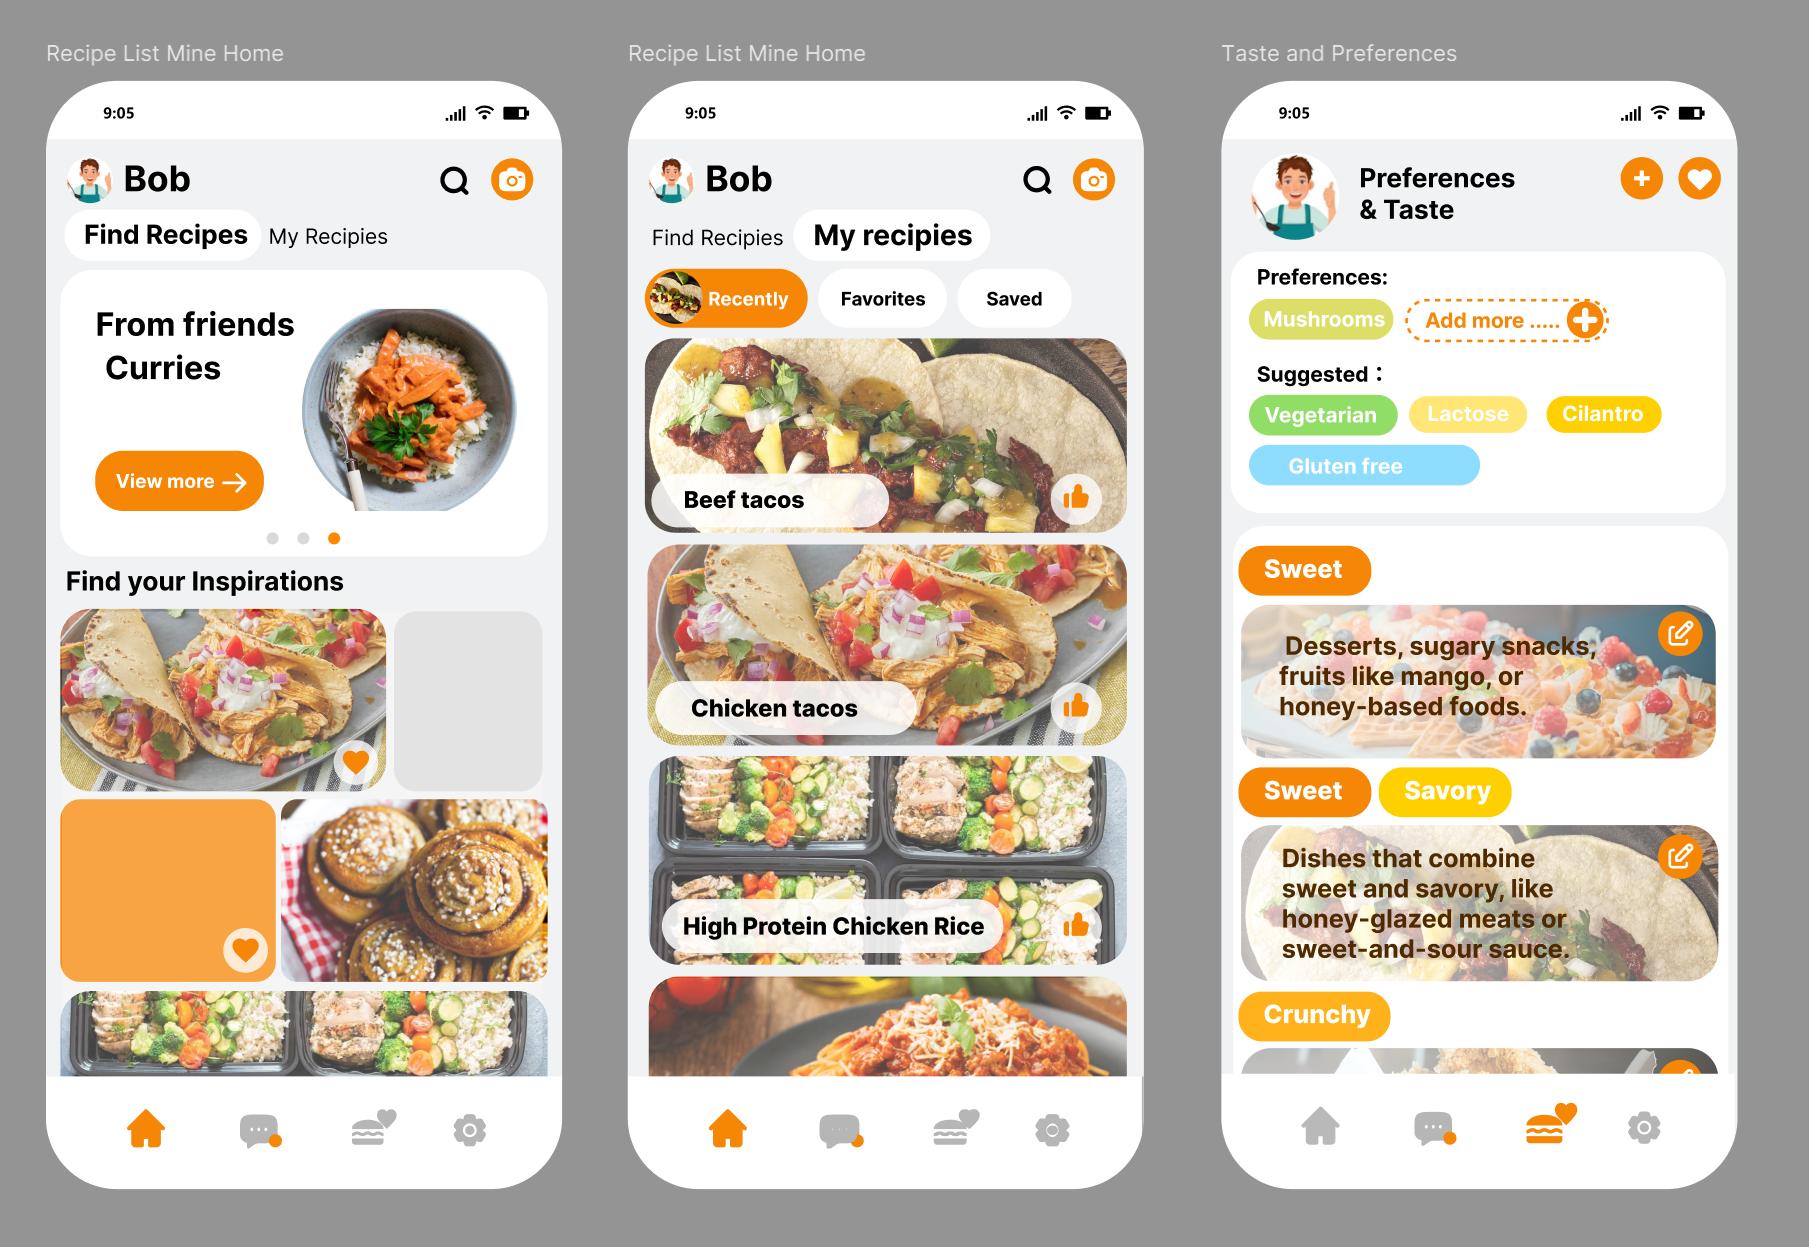 Recipe List Mine Home
9:05
Bob
Find Recipes My Recipies
From friends
Curries
View more
Find your Inspirations
Recipe List Mine Home
9:05
Bob
Find Recipies My recipies
Recently Favorites Saved
Beef tacos
Chicken tacos
High Protein Chicken Rice
Taste and Preferences
9:05
Preferences
& Taste
Preferences:
Mushrooms Add more .....
Suggested：
Vegetarian Lactose Cilantro
Gluten free
Sweet
Desserts, sugary snacks,
fruits like mango, or
honey-based foods.
Sweet Savory
Dishes that combine
sweet and savory, like
honey-glazed meats or
sweet-and-sour sauce.
Crunchy